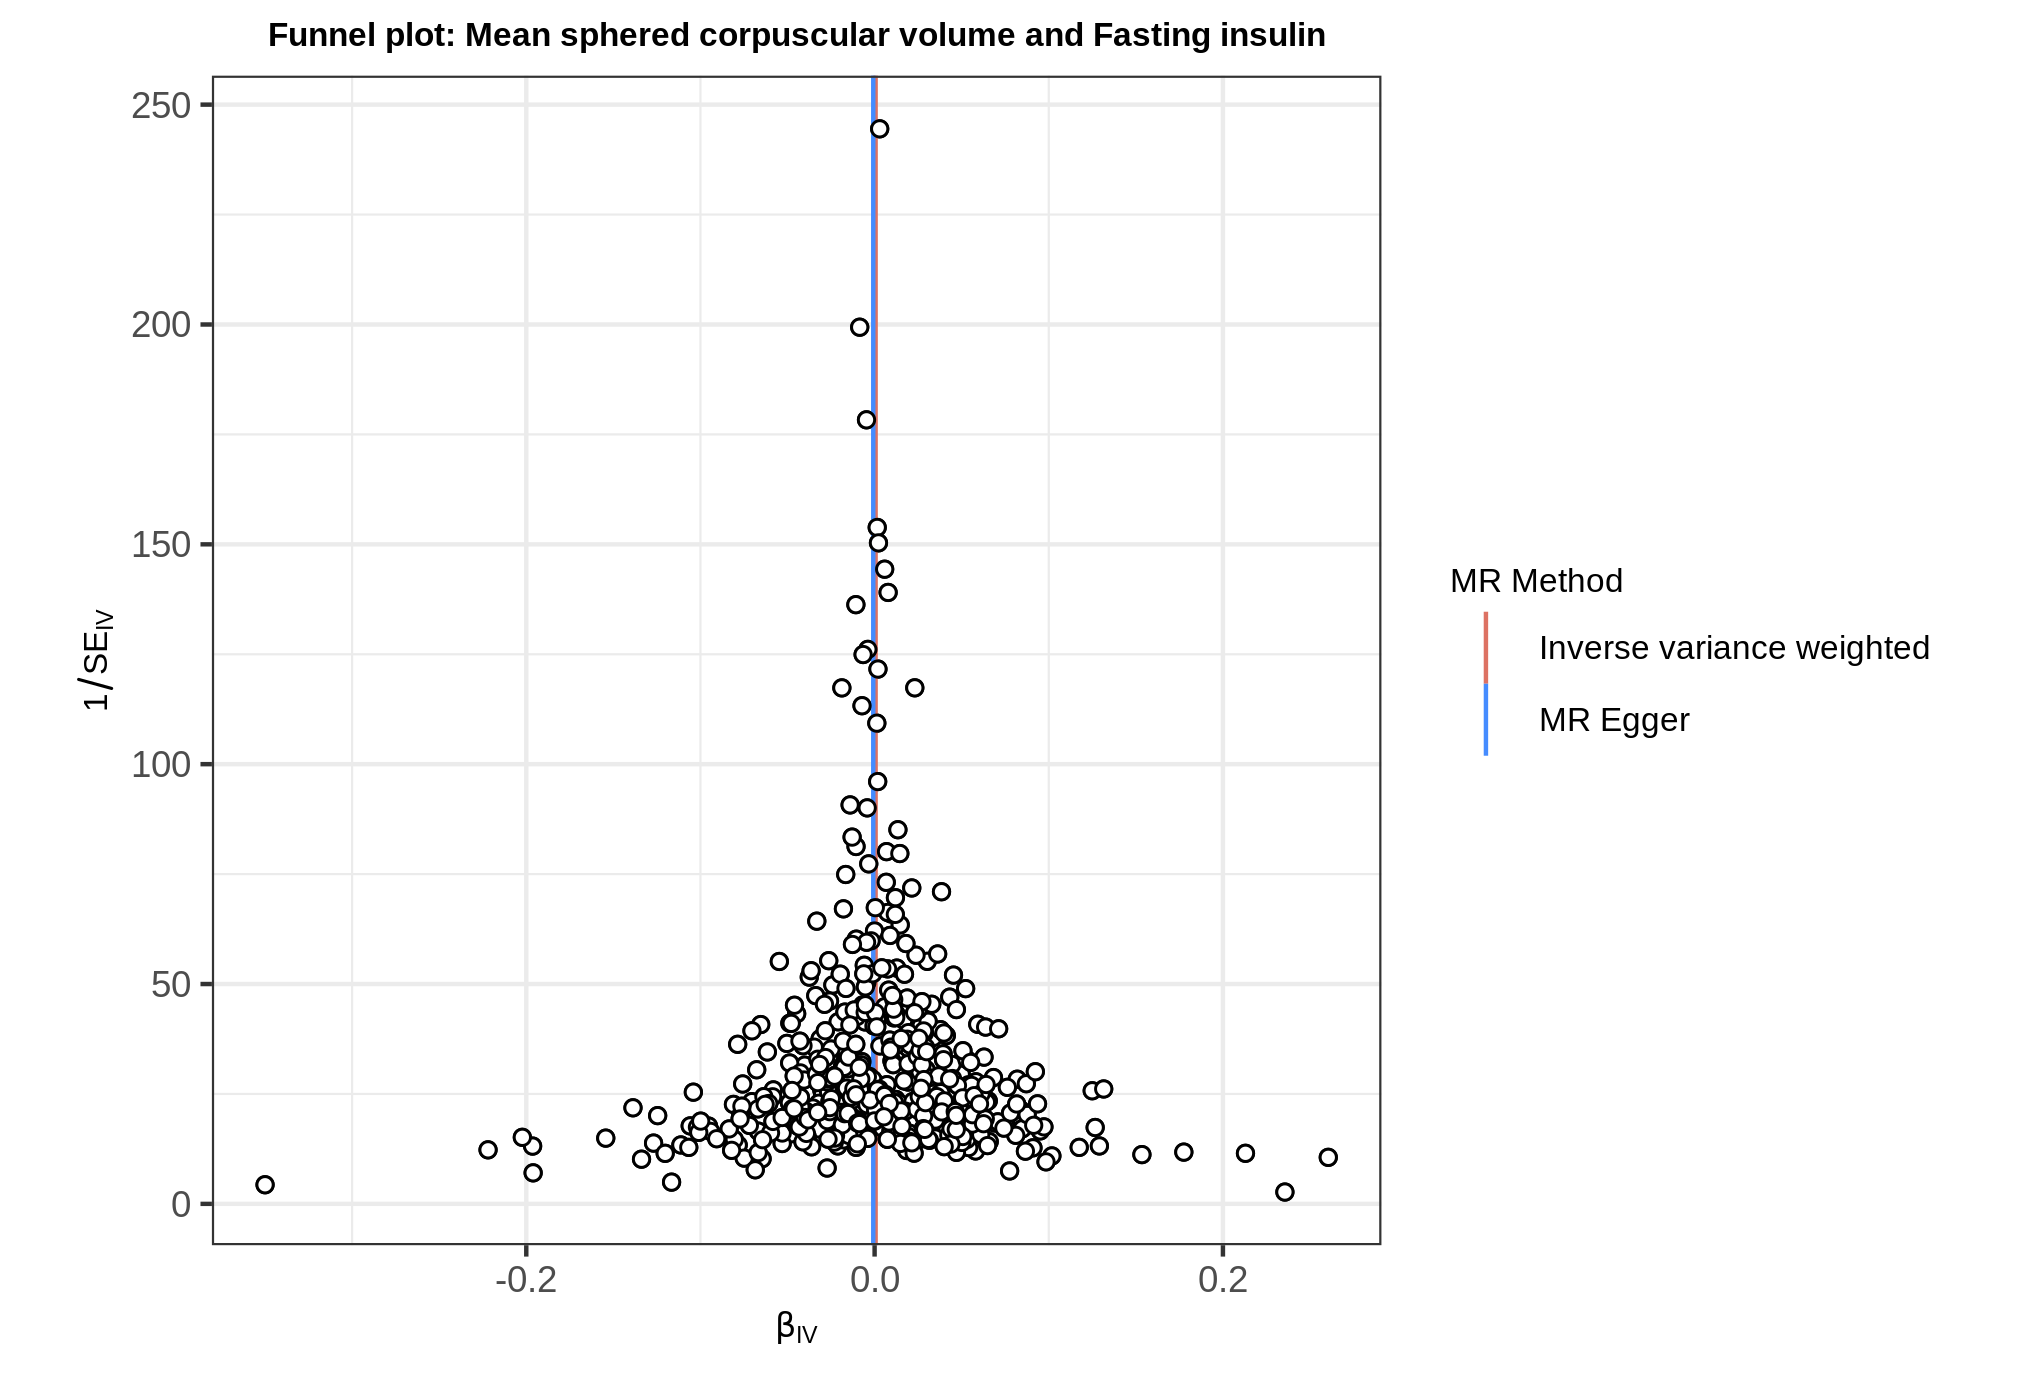 Funnel plot: Mean sphered corpuscular volume and Fasting insulin
250
200
150
100
50
0
1/SE_IV
-0.2
0.0
0.2
β_IV
MR Method
Inverse variance weighted
MR Egger